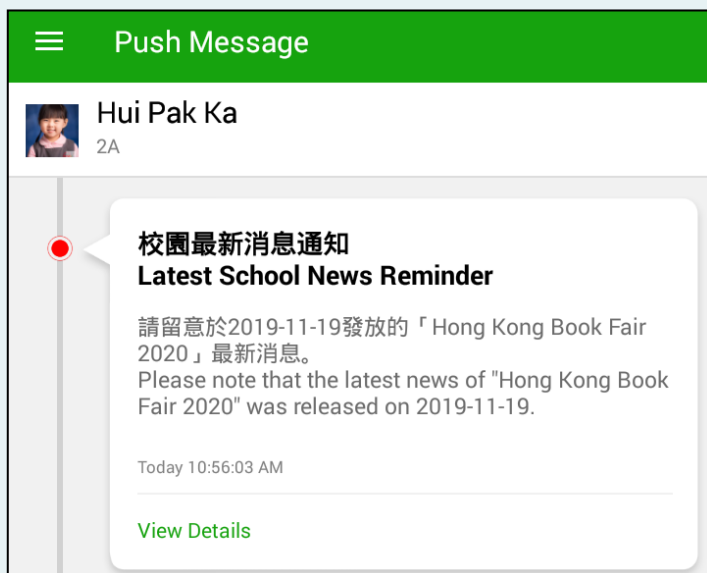 Push Message
Hui Pak Ka
2A
校園最新消息通知
Latest School News Reminder
請留意於2019-11-19發放的「Hong Kong Book Fair
2020」最新消息。
Please note that the latest news of "Hong Kong Book
Fair 2020" was released on 2019-11-19.
Today 10:56:03 AM
View Details